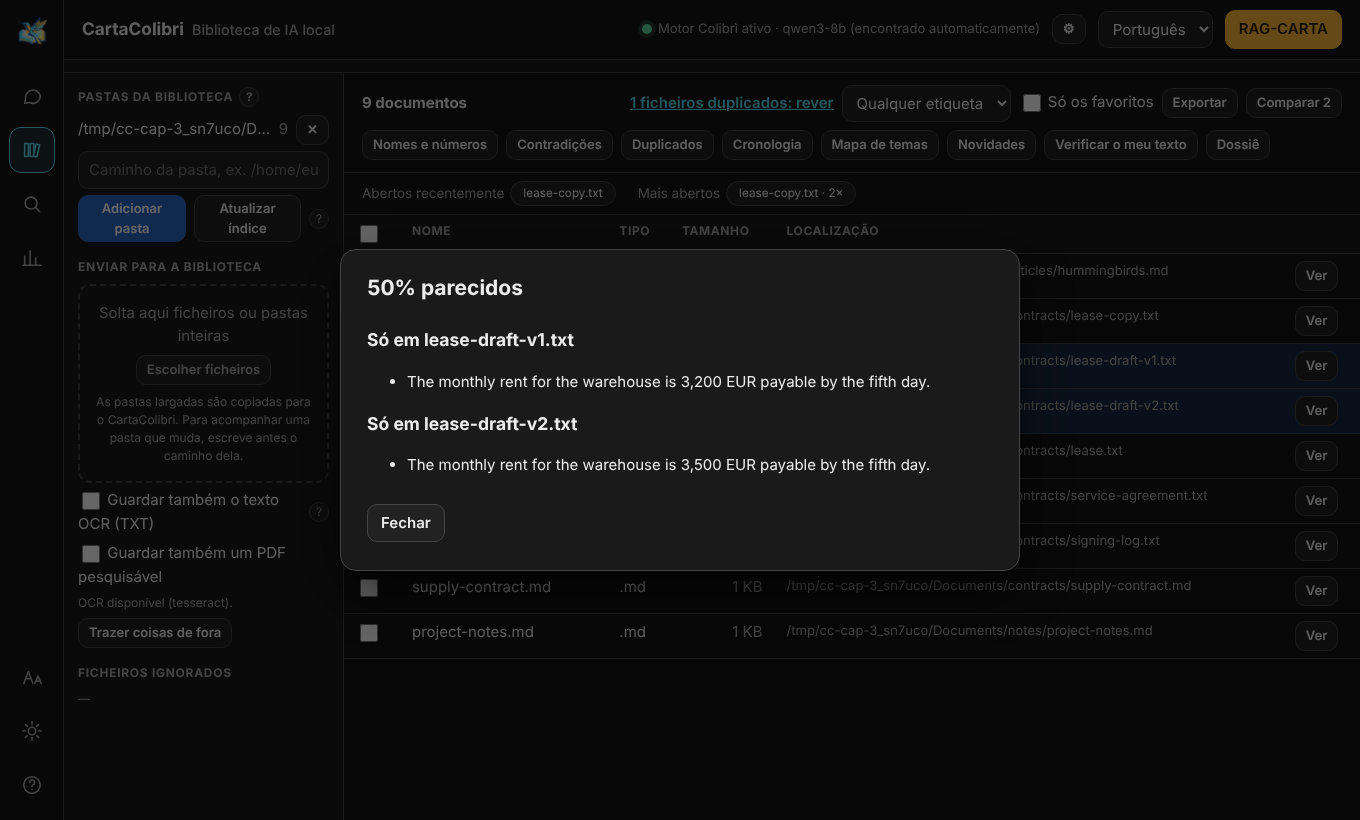 CartaColibri Biblioteca de IA local
Motor Colibri ativo · qwen3-8b (encontrado automaticamente)
Português
RAG-CARTA
PASTAS DA BIBLIOTECA ?
/tmp/cc-cap-3_sn7uco/D... 9 ×
Caminho da pasta, ex. /home/eu
Adicionar
pasta
Atualizar
índice
?
ENVIAR PARA A BIBLIOTECA
Solta aqui ficheiros ou pastas
inteiras
Escolher ficheiros
As pastas largadas são copiadas para
o CartaColibri. Para acompanhar uma
pasta que muda, escreve antes o
caminho dela.
Guardar também o texto
OCR (TXT)
?
Guardar também um PDF
pesquisável
OCR disponível (tesseract).
Trazer coisas de fora
FICHEIROS IGNORADOS
—
9 documentos
1 ficheiros duplicados: rever
Qualquer etiqueta
Só os favoritos
Exportar
Comparar 2
Nomes e números
Contradições
Duplicados
Cronologia
Mapa de temas
Novidades
Verificar o meu texto
Dossiê
Abertos recentemente lease-copy.txt Mais abertos lease-copy.txt · 2×
NOME TIPO TAMANHO LOCALIZAÇÃO
ticles/hummingbirds.md Ver
ontracts/lease-copy.txt Ver
ontracts/lease-draft-v1.txt Ver
ontracts/lease-draft-v2.txt Ver
ontracts/lease.txt Ver
ontracts/service-agreement.txt Ver
ontracts/signing-log.txt Ver
supply-contract.md .md 1 KB /tmp/cc-cap-3_sn7uco/Documents/contracts/supply-contract.md Ver
project-notes.md .md 1 KB /tmp/cc-cap-3_sn7uco/Documents/notes/project-notes.md Ver
50% parecidos
Só em lease-draft-v1.txt
• The monthly rent for the warehouse is 3,200 EUR payable by the fifth day.
Só em lease-draft-v2.txt
• The monthly rent for the warehouse is 3,500 EUR payable by the fifth day.
Fechar